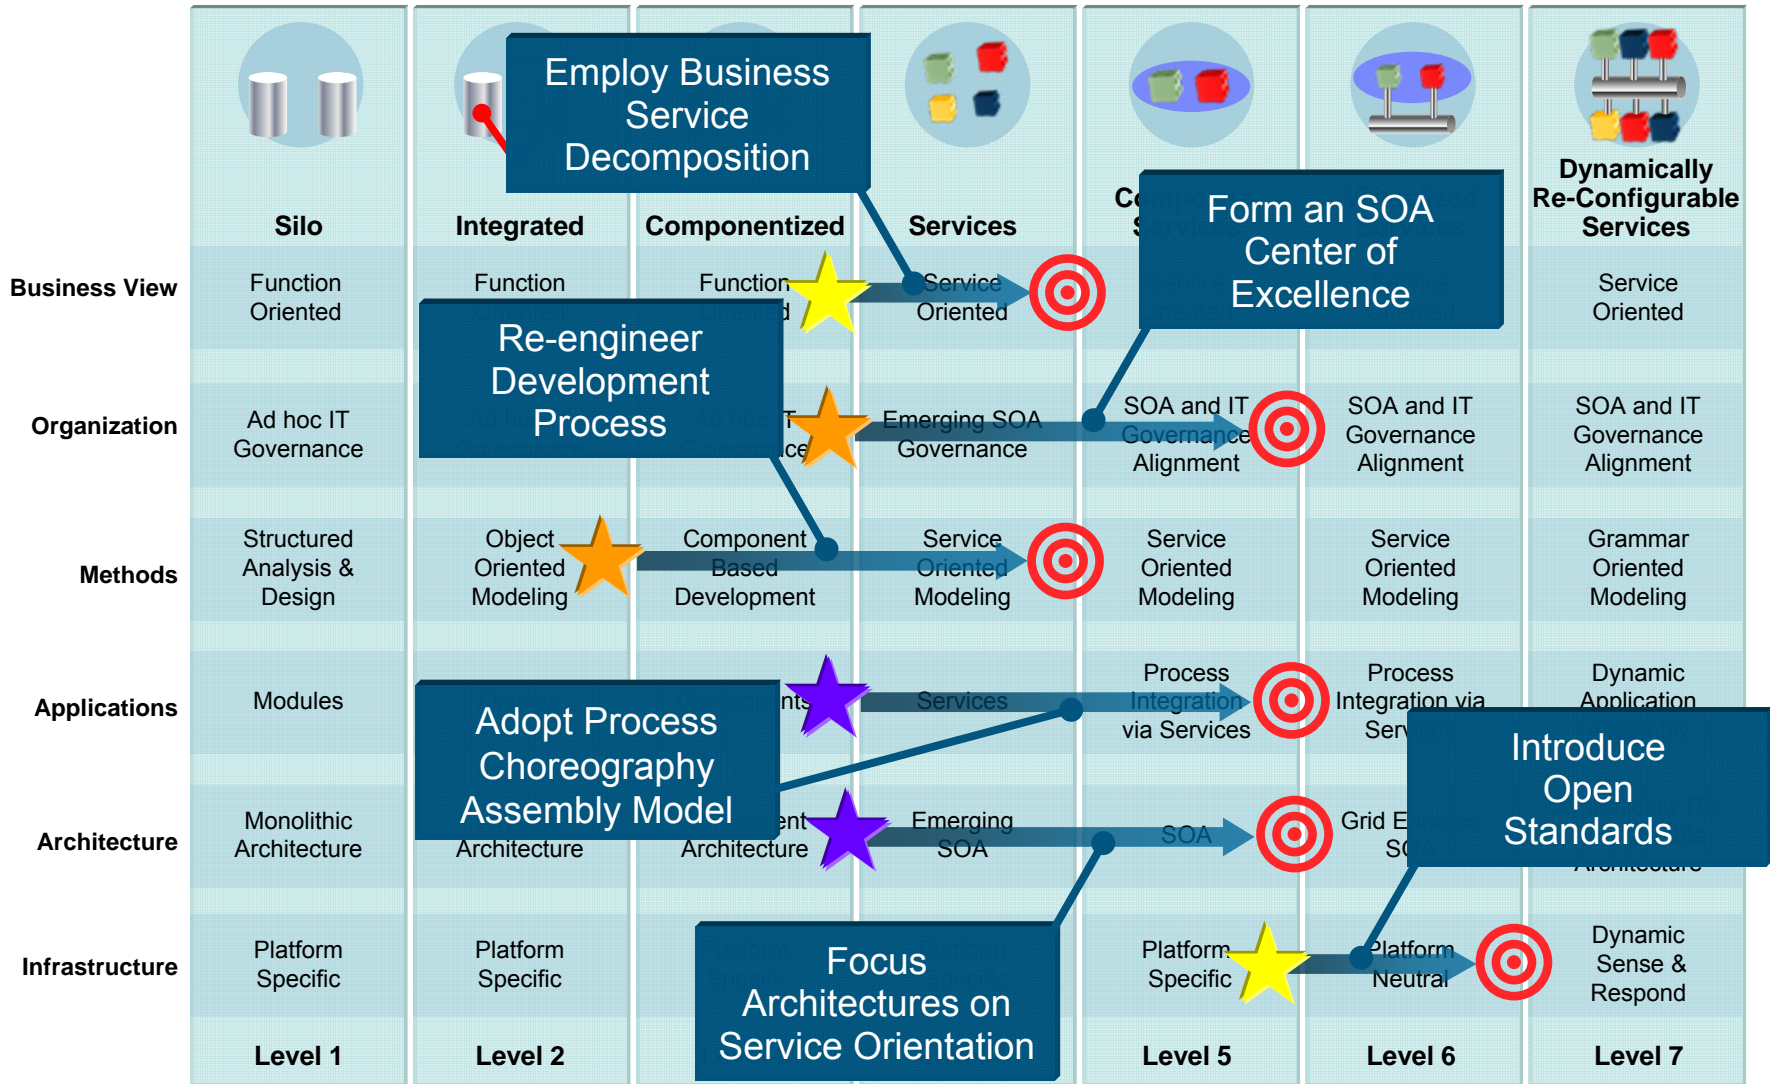 Employ Business
Service
Decomposition
Form an SOA
Center of
Excellence
Silo
Integrated
Componentized
Services
Dynamically
Re-Configurable
Services
Business View
Function
Oriented
Function
Function
Service
Oriented
Service
Oriented
Re-engineer
Development
Process
Organization
Ad hoc IT
Governance
Emerging SOA
Governance
SOA and IT
Governance
Alignment
SOA and IT
Governance
Alignment
SOA and IT
Governance
Alignment
Methods
Structured
Analysis &
Design
Object
Oriented
Modeling
Component
Based
Development
Service
Oriented
Modeling
Service
Oriented
Modeling
Service
Oriented
Modeling
Grammar
Oriented
Modeling
Applications
Modules
Services
Process
Integration
via Services
Process
Integration via
Dynamic
Application
Adopt Process
Choreography
Assembly Model
Introduce
Open
Standards
Architecture
Monolithic
Architecture
Architecture
Architecture
Emerging
SOA
SOA
Grid
Architecture
Infrastructure
Platform
Specific
Platform
Specific
Platform
Specific
Platform
Neutral
Dynamic
Sense &
Respond
Focus
Architectures on
Service Orientation
Level 1
Level 2
Level 5
Level 6
Level 7